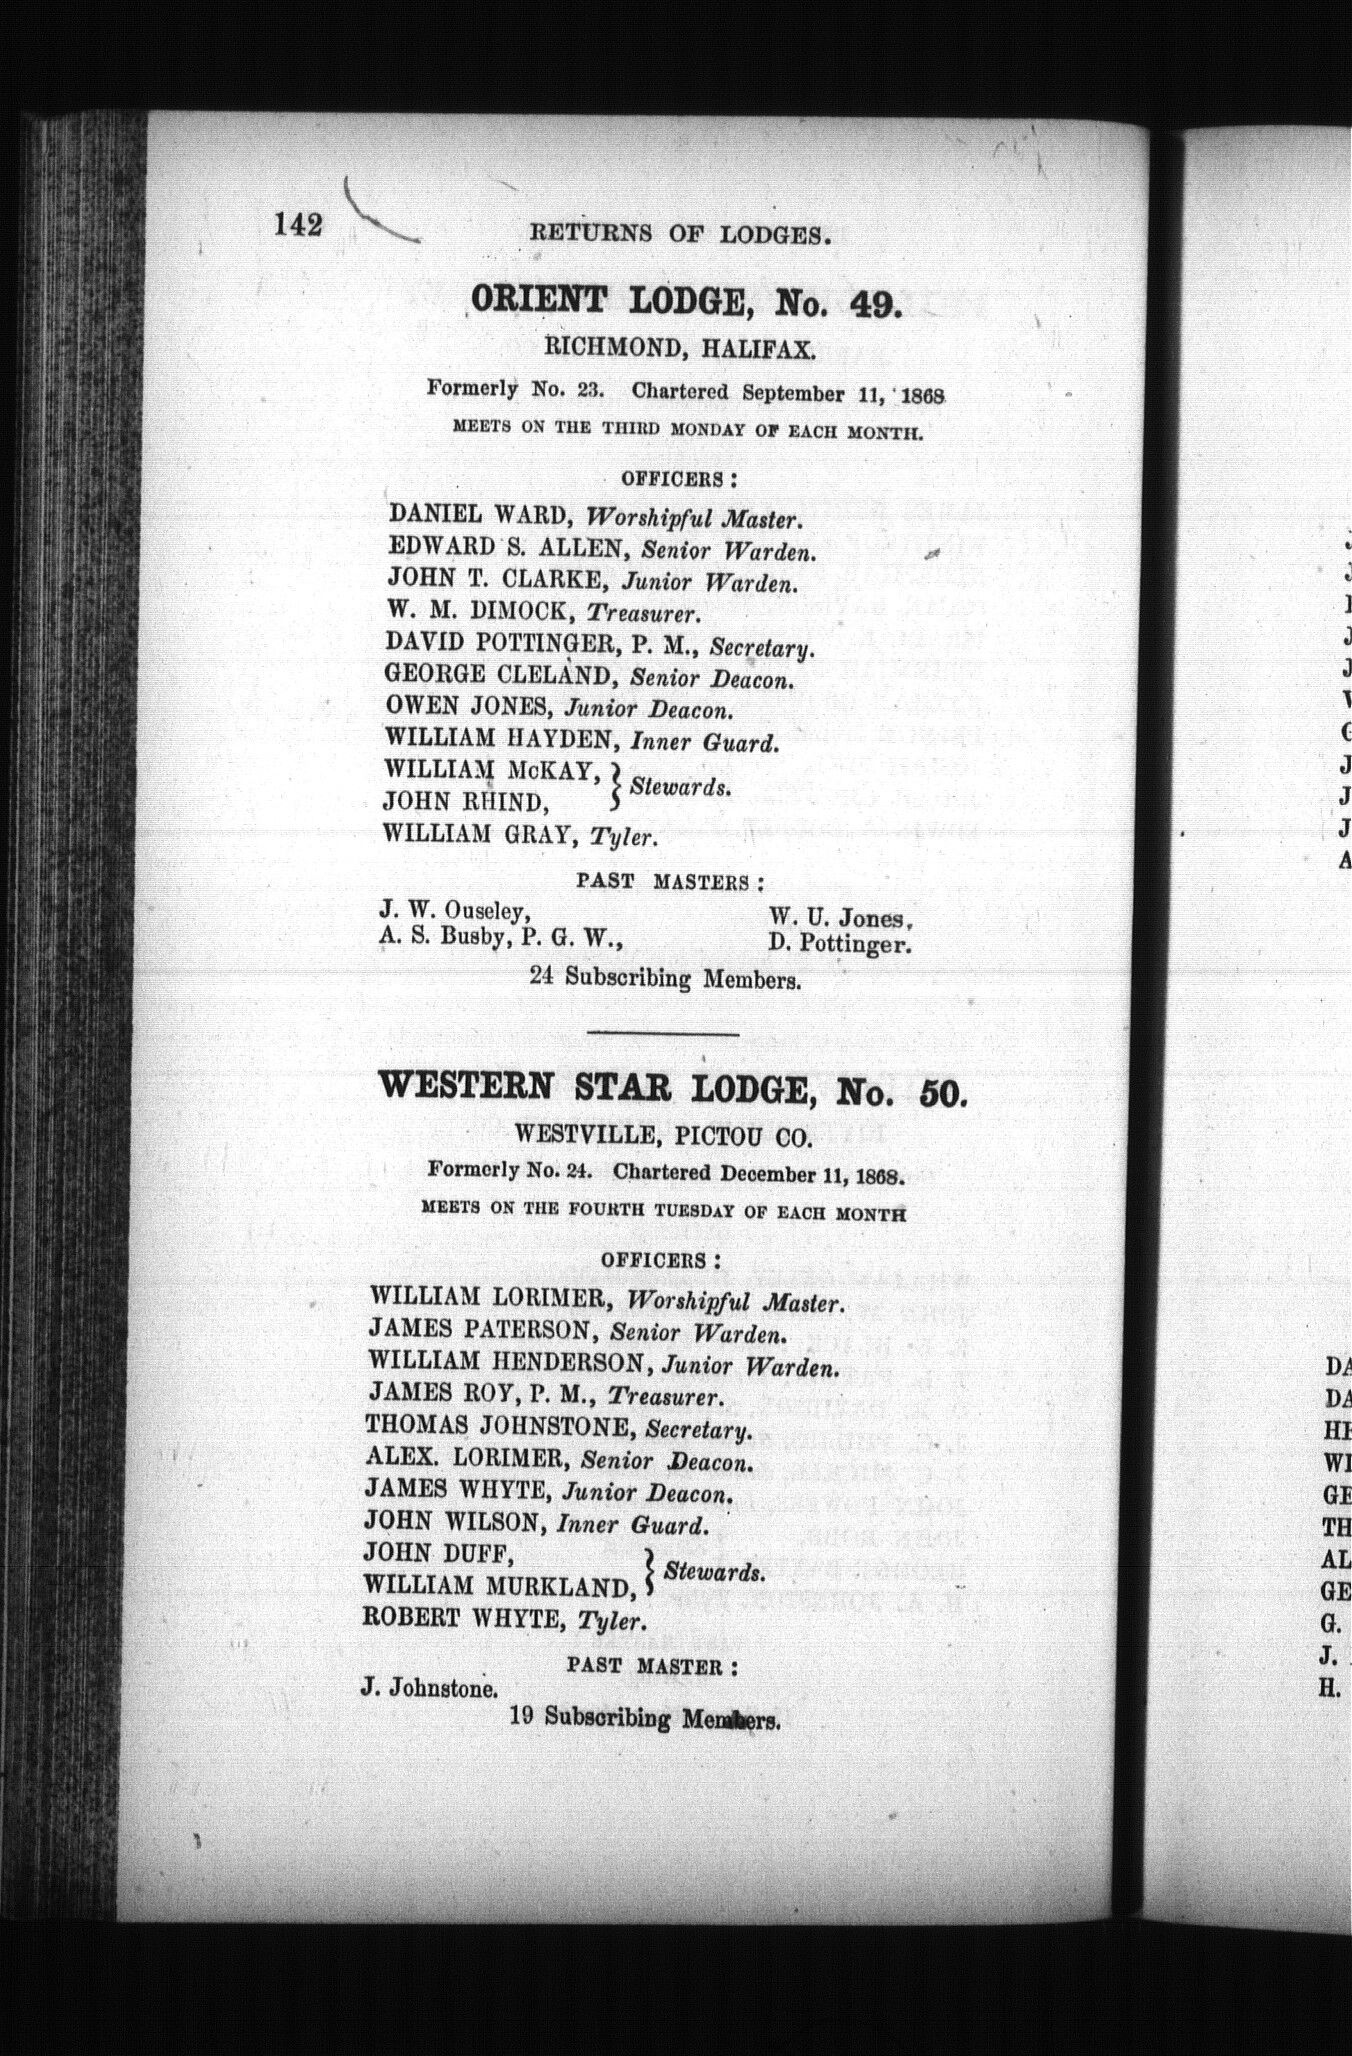 142
RETURNS OF LODGES.
ORIENT LODGE, No. 49.
RICHMOND, HALIFAX.
Formerly No. 23. Chartered September 11, 1868
MEETS ON THE THIRD MONDAY OF EACH MONTH.
OFFICERS :
DANIEL WARD, Worshipful Master.
EDWARD S. ALLEN, Senior Warden.
JOHN T. CLARKE, Junior Warden.
W. M. DIMOCK, Treasurer.
DAVID POTTINGER, P. M., Secretary.
GEORGE CLELAND, Senior Deacon.
OWEN JONES, Junior Deacon.
WILLIAM HAYDEN, Inner Guard.
WILLIAM McKAY, } Stewards.
JOHN RHIND,
WILLIAM GRAY, Tyler.
PAST MASTERS :
J. W. Ouseley, W. U. Jones,
A. S. Busby, P. G. W., D. Pottinger.
24 Subscribing Members.
WESTERN STAR LODGE, No. 50.
WESTVILLE, PICTOU CO.
Formerly No. 24. Chartered December 11, 1868.
MEETS ON THE FOURTH TUESDAY OF EACH MONTH
OFFICERS :
WILLIAM LORIMER, Worshipful Master.
JAMES PATERSON, Senior Warden.
WILLIAM HENDERSON, Junior Warden.
JAMES ROY, P. M., Treasurer.
THOMAS JOHNSTONE, Secretary.
ALEX. LORIMER, Senior Deacon.
JAMES WHYTE, Junior Deacon.
JOHN WILSON, Inner Guard.
JOHN DUFF, } Stewards.
WILLIAM MURKLAND,
ROBERT WHYTE, Tyler.
PAST MASTER :
J. Johnstone.
19 Subscribing Members.